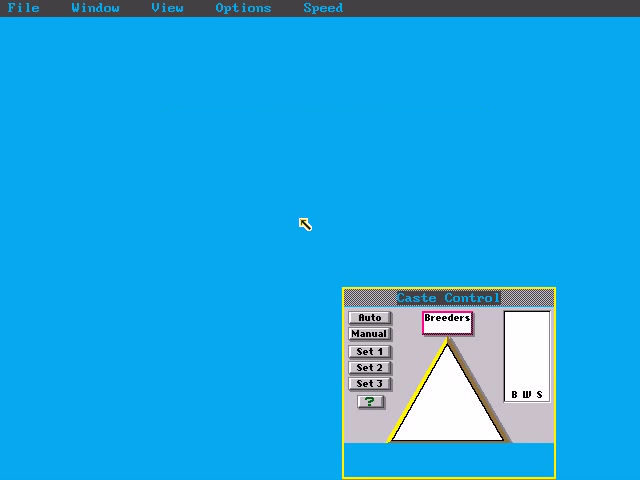 File Window View Options Speed
Caste Control
Auto
Manual
Set 1
Set 2
Set 3
?
Breeders
B W S